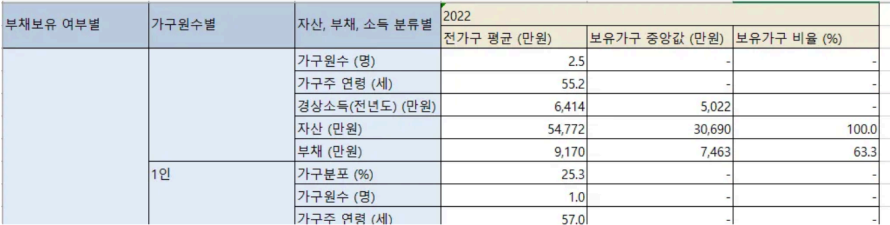 부채보유 여부별 가구원수별 자산, 부채, 소득 분류별 2022
전가구 평균 (만원) 보유가구 중앙값 (만원) 보유가구 비율 (%)
가구원수 (명) 2.5 - -
가구주 연령 (세) 55.2 - -
경상소득(전년도) (만원) 6,414 5,022 -
자산 (만원) 54,772 30,690 100.0
부채 (만원) 9,170 7,463 63.3
1인 가구분포 (%) 25.3 - -
가구원수 (명) 1.0 - -
가구주 연령 (세) 57.0 - -